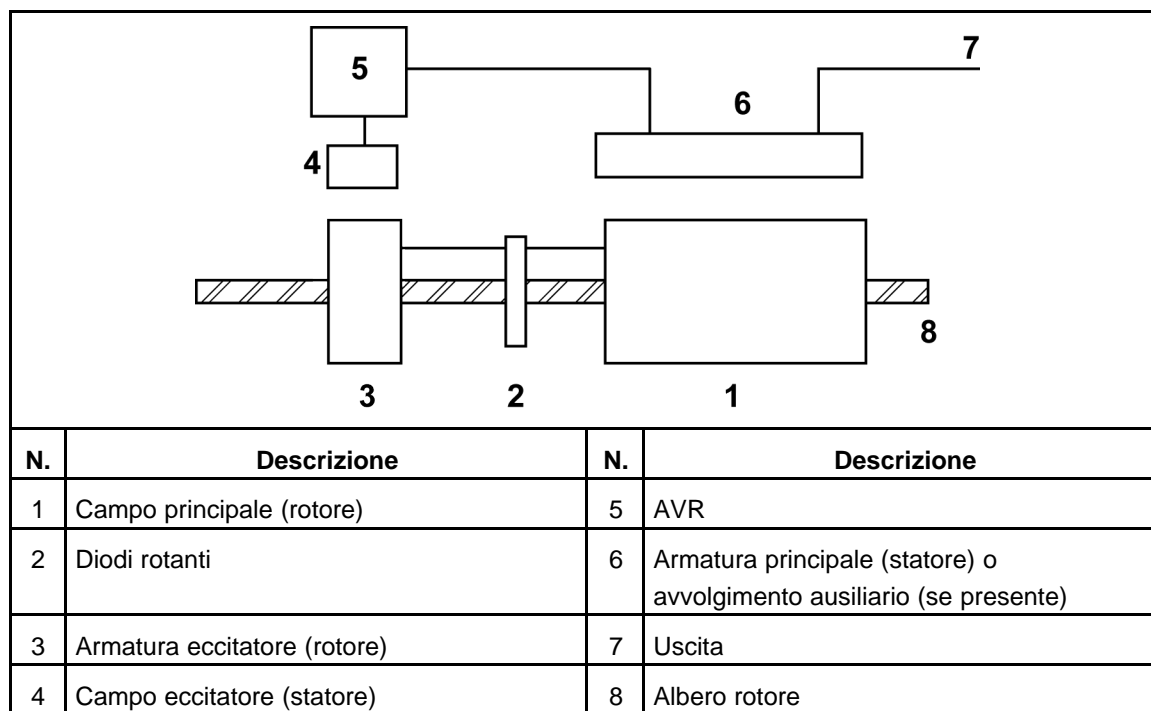 7
5
6
4
8
3 2 1
N. Descrizione N. Descrizione
1 Campo principale (rotore) 5 AVR
2 Diodi rotanti 6 Armatura principale (statore) o
avvolgimento ausiliario (se presente)
3 Armatura eccitatore (rotore) 7 Uscita
4 Campo eccitatore (statore) 8 Albero rotore